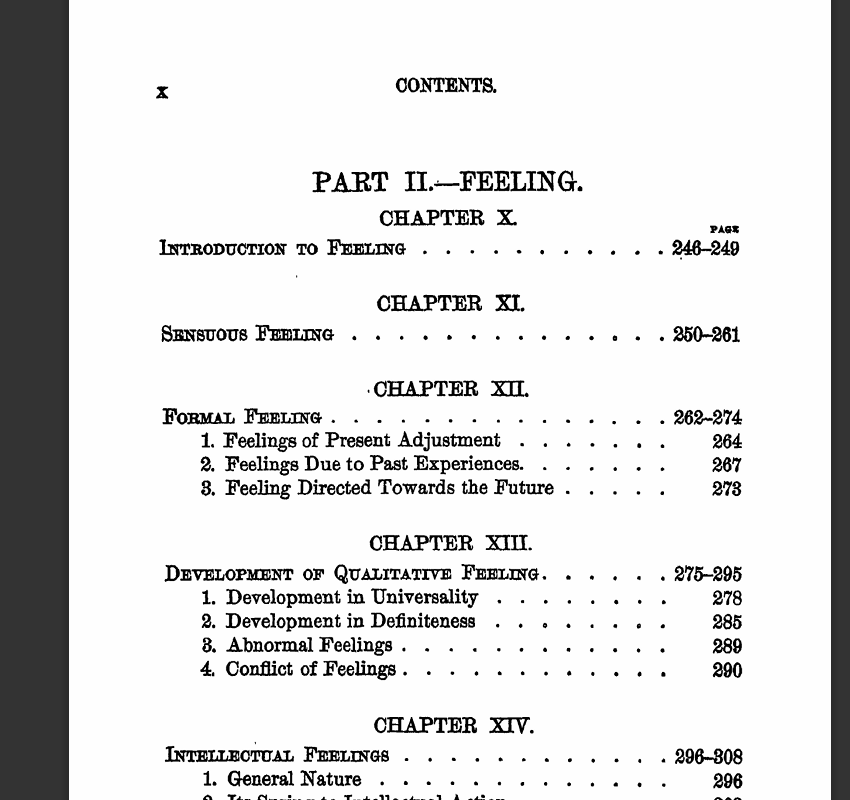 x
CONTENTS.
PART II.—FEELING.
CHAPTER X.
PAGE
INTRODUCTION TO FEELING . . . . . . . . . . . 246–249
CHAPTER XI.
SENSUOUS FEELING . . . . . . . . . . . . . . 250–261
CHAPTER XII.
FORMAL FEELING . . . . . . . . . . . . . . . 262–274
1. Feelings of Present Adjustment . . . . . . . 264
2. Feelings Due to Past Experiences. . . . . . . 267
3. Feeling Directed Towards the Future . . . . . 273
CHAPTER XIII.
DEVELOPMENT OF QUALITATIVE FEELING. . . . . . 275–295
1. Development in Universality . . . . . . . . 278
2. Development in Definiteness . . . . . . . . 285
3. Abnormal Feelings . . . . . . . . . . . . 289
4. Conflict of Feelings . . . . . . . . . . . . 290
CHAPTER XIV.
INTELLECTUAL FEELINGS . . . . . . . . . . . . 296–308
1. General Nature . . . . . . . . . . . . . 296